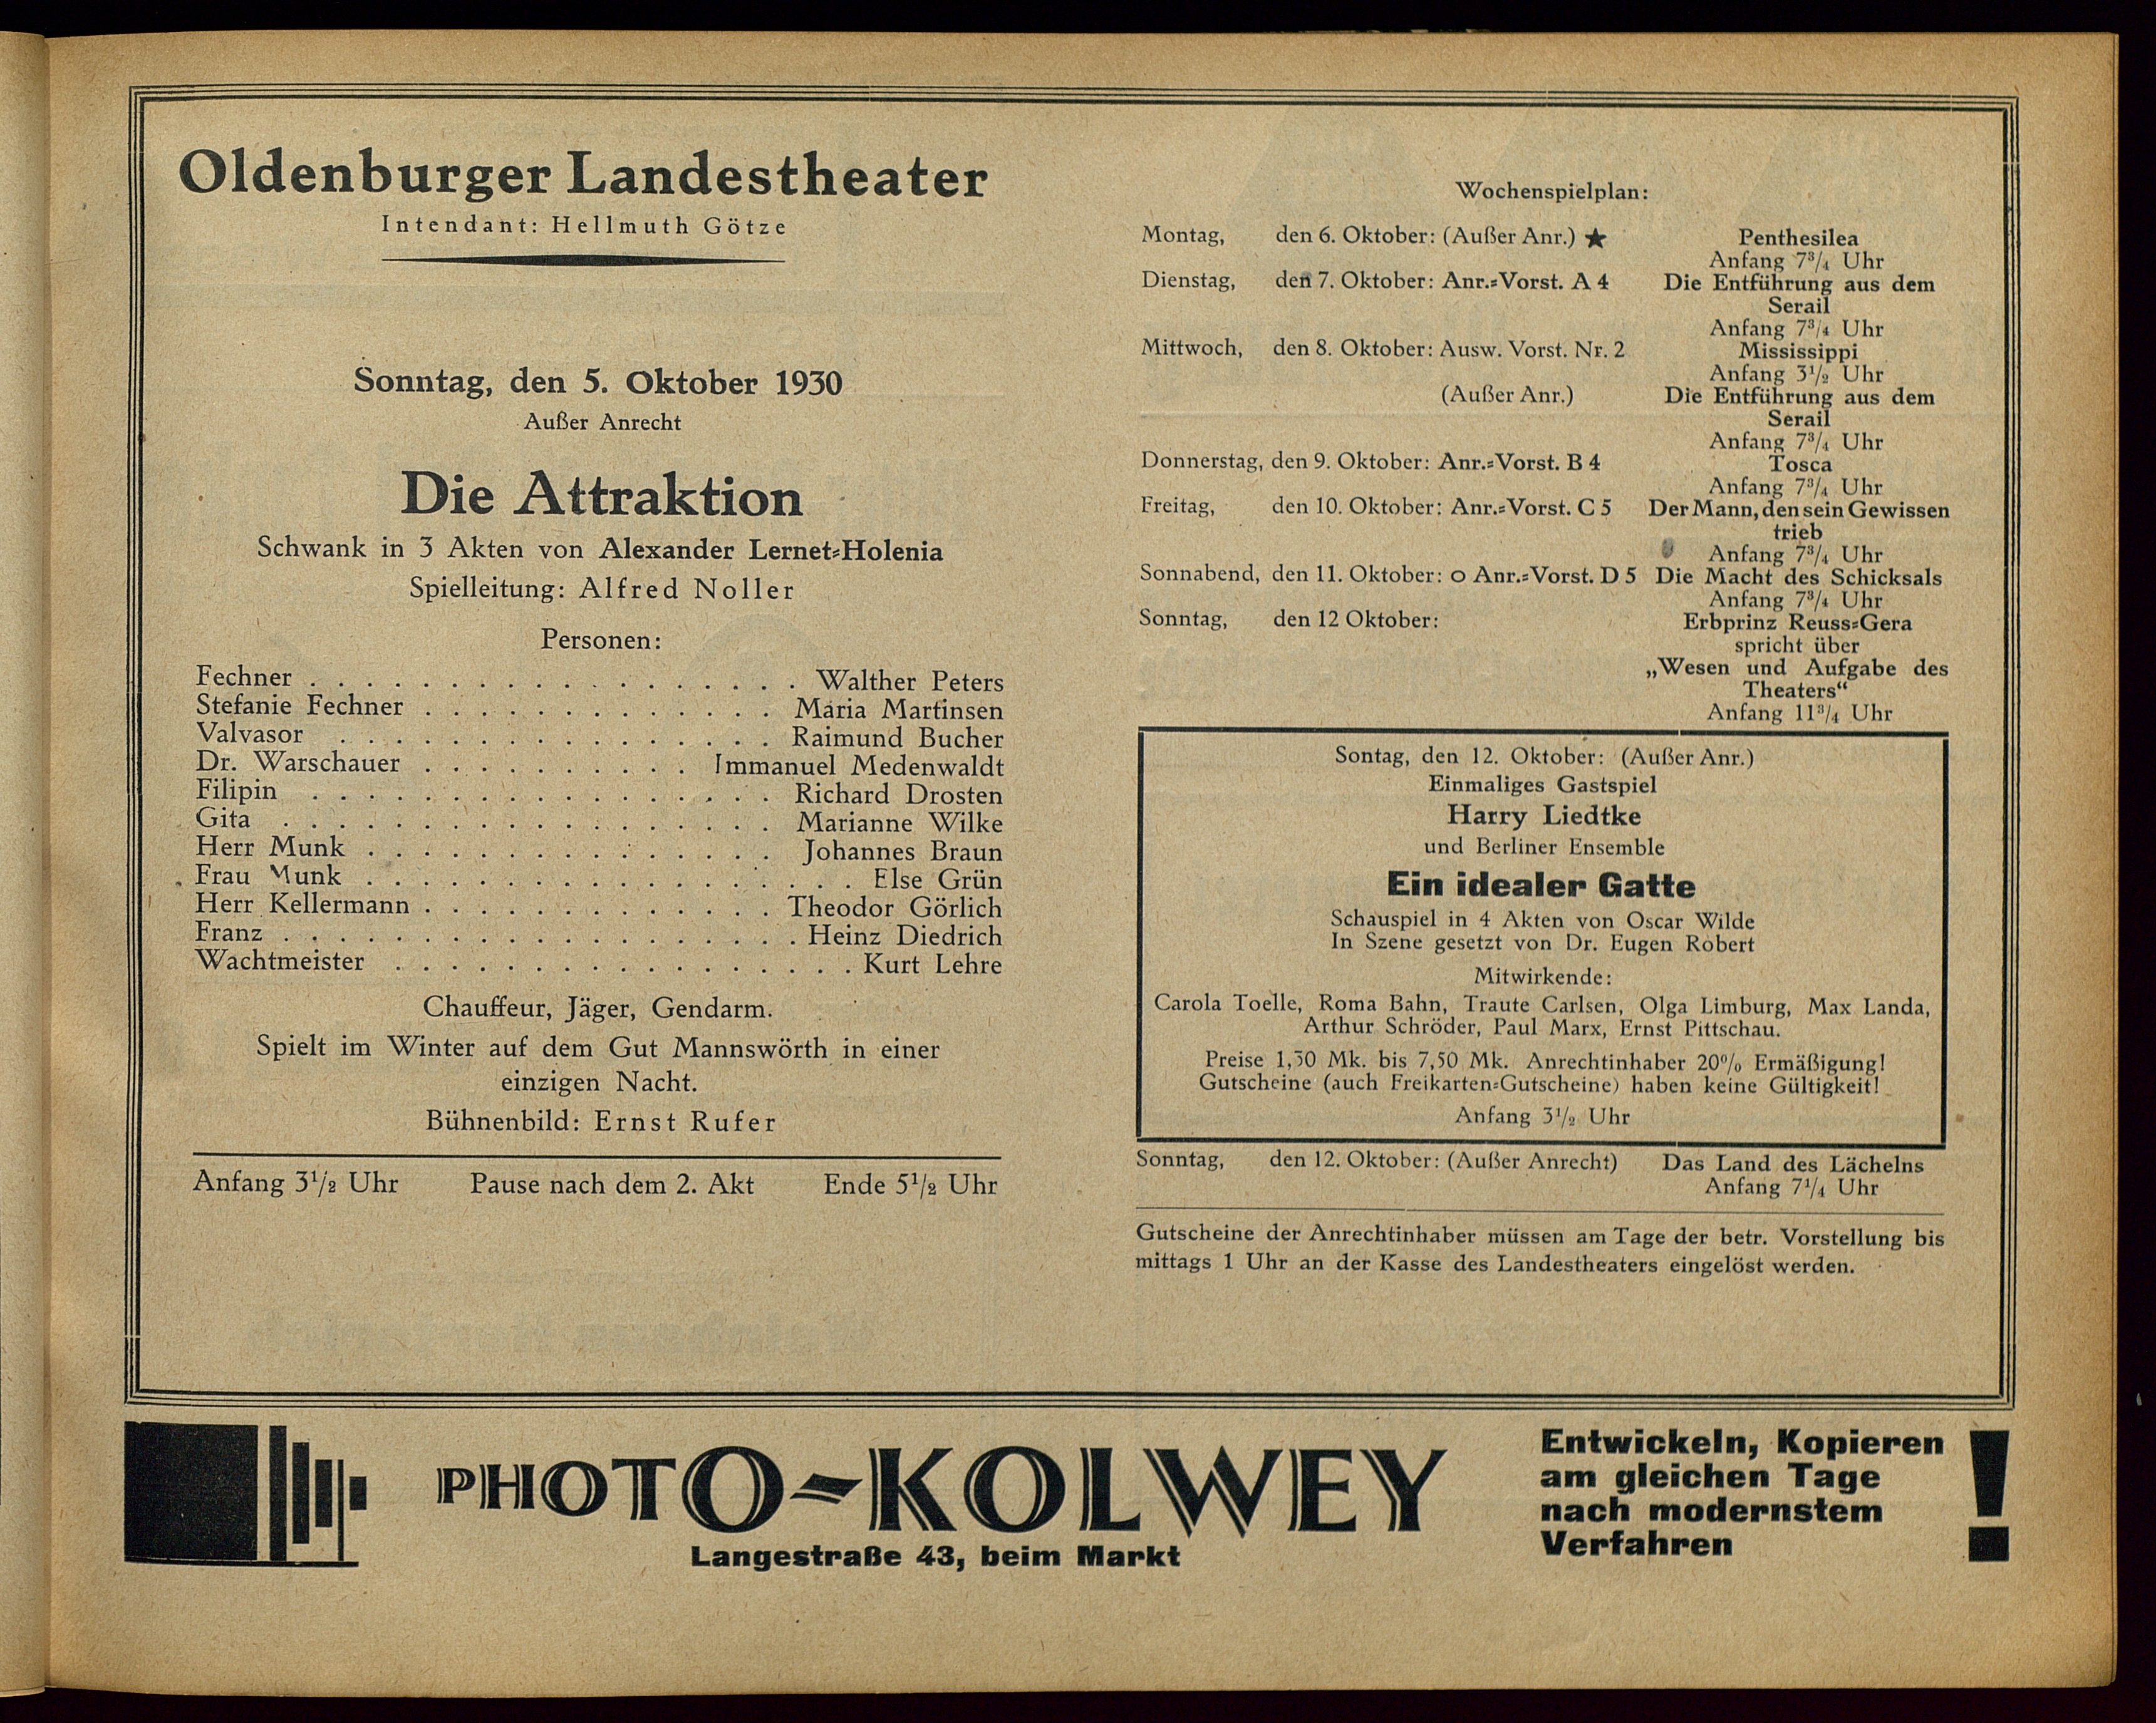 Oldenburger Landestheater
Intendant: Hellmuth Götze
Sonntag, den 5. Oktober 1930
Außer Anrecht
Die Attraktion
Schwank in 3 Akten von Alexander Lernet-Holenia
Spielleitung: Alfred Noller
Personen:
Fechner . . . . . . . . . . . . . . . . . . Walther Peters
Stefanie Fechner . . . . . . . . . . . . . Maria Martinsen
Valvasor . . . . . . . . . . . . . . . . Raimund Bucher
Dr. Warschauer . . . . . . . . . . Immanuel Medenwaldt
Filipin . . . . . . . . . . . . . . . . . Richard Drosten
Gita . . . . . . . . . . . . . . . . . . Marianne Wilke
Herr Munk . . . . . . . . . . . . . . . Johannes Braun
Frau Munk . . . . . . . . . . . . . . . . . . Else Grün
Herr Kellermann . . . . . . . . . . . . . Theodor Görlich
Franz . . . . . . . . . . . . . . . . . . . Heinz Diedrich
Wachtmeister . . . . . . . . . . . . . . . . . Kurt Lehre
Chauffeur, Jäger, Gendarm.
Spielt im Winter auf dem Gut Mannswörth in einer
einzigen Nacht.
Bühnenbild: Ernst Rufer
Anfang 3½ Uhr Pause nach dem 2. Akt Ende 5½ Uhr
Wochenspielplan:
Montag, den 6. Oktober: (Außer Anr.) ★ Penthesilea
Anfang 7¾ Uhr
Dienstag, den 7. Oktober: Anr.-Vorst. A 4 Die Entführung aus dem
Serail
Anfang 7¾ Uhr
Mittwoch, den 8. Oktober: Ausw. Vorst. Nr. 2 Mississippi
Anfang 3½ Uhr
(Außer Anr.) Die Entführung aus dem
Serail
Anfang 7¾ Uhr
Donnerstag, den 9. Oktober: Anr.-Vorst. B 4 Tosca
Anfang 7¾ Uhr
Freitag, den 10. Oktober: Anr.-Vorst. C 5 Der Mann, den sein Gewissen
trieb
Anfang 7¾ Uhr
Sonnabend, den 11. Oktober: o Anr.-Vorst. D 5 Die Macht des Schicksals
Anfang 7¾ Uhr
Sonntag, den 12 Oktober: Erbprinz Reuss-Gera
spricht über
„Wesen und Aufgabe des
Theaters“
Anfang 11¾ Uhr
Sontag, den 12. Oktober: (Außer Anr.)
Einmaliges Gastspiel
Harry Liedtke
und Berliner Ensemble
Ein idealer Gatte
Schauspiel in 4 Akten von Oscar Wilde
In Szene gesetzt von Dr. Eugen Robert
Mitwirkende:
Carola Toelle, Roma Bahn, Traute Carlsen, Olga Limburg, Max Landa,
Arthur Schröder, Paul Marx, Ernst Pittschau.
Preise 1,50 Mk. bis 7,50 Mk. Anrechtinhaber 20% Ermäßigung!
Gutscheine (auch Freikarten-Gutscheine) haben keine Gültigkeit!
Anfang 3½ Uhr
Sonntag, den 12. Oktober: (Außer Anrecht) Das Land des Lächelns
Anfang 7¼ Uhr
Gutscheine der Anrechtinhaber müssen am Tage der betr. Vorstellung bis
mittags 1 Uhr an der Kasse des Landestheaters eingelöst werden.
PHOTO-KOLWEY
Langestraße 43, beim Markt
Entwickeln, Kopieren
am gleichen Tage
nach modernstem
Verfahren !